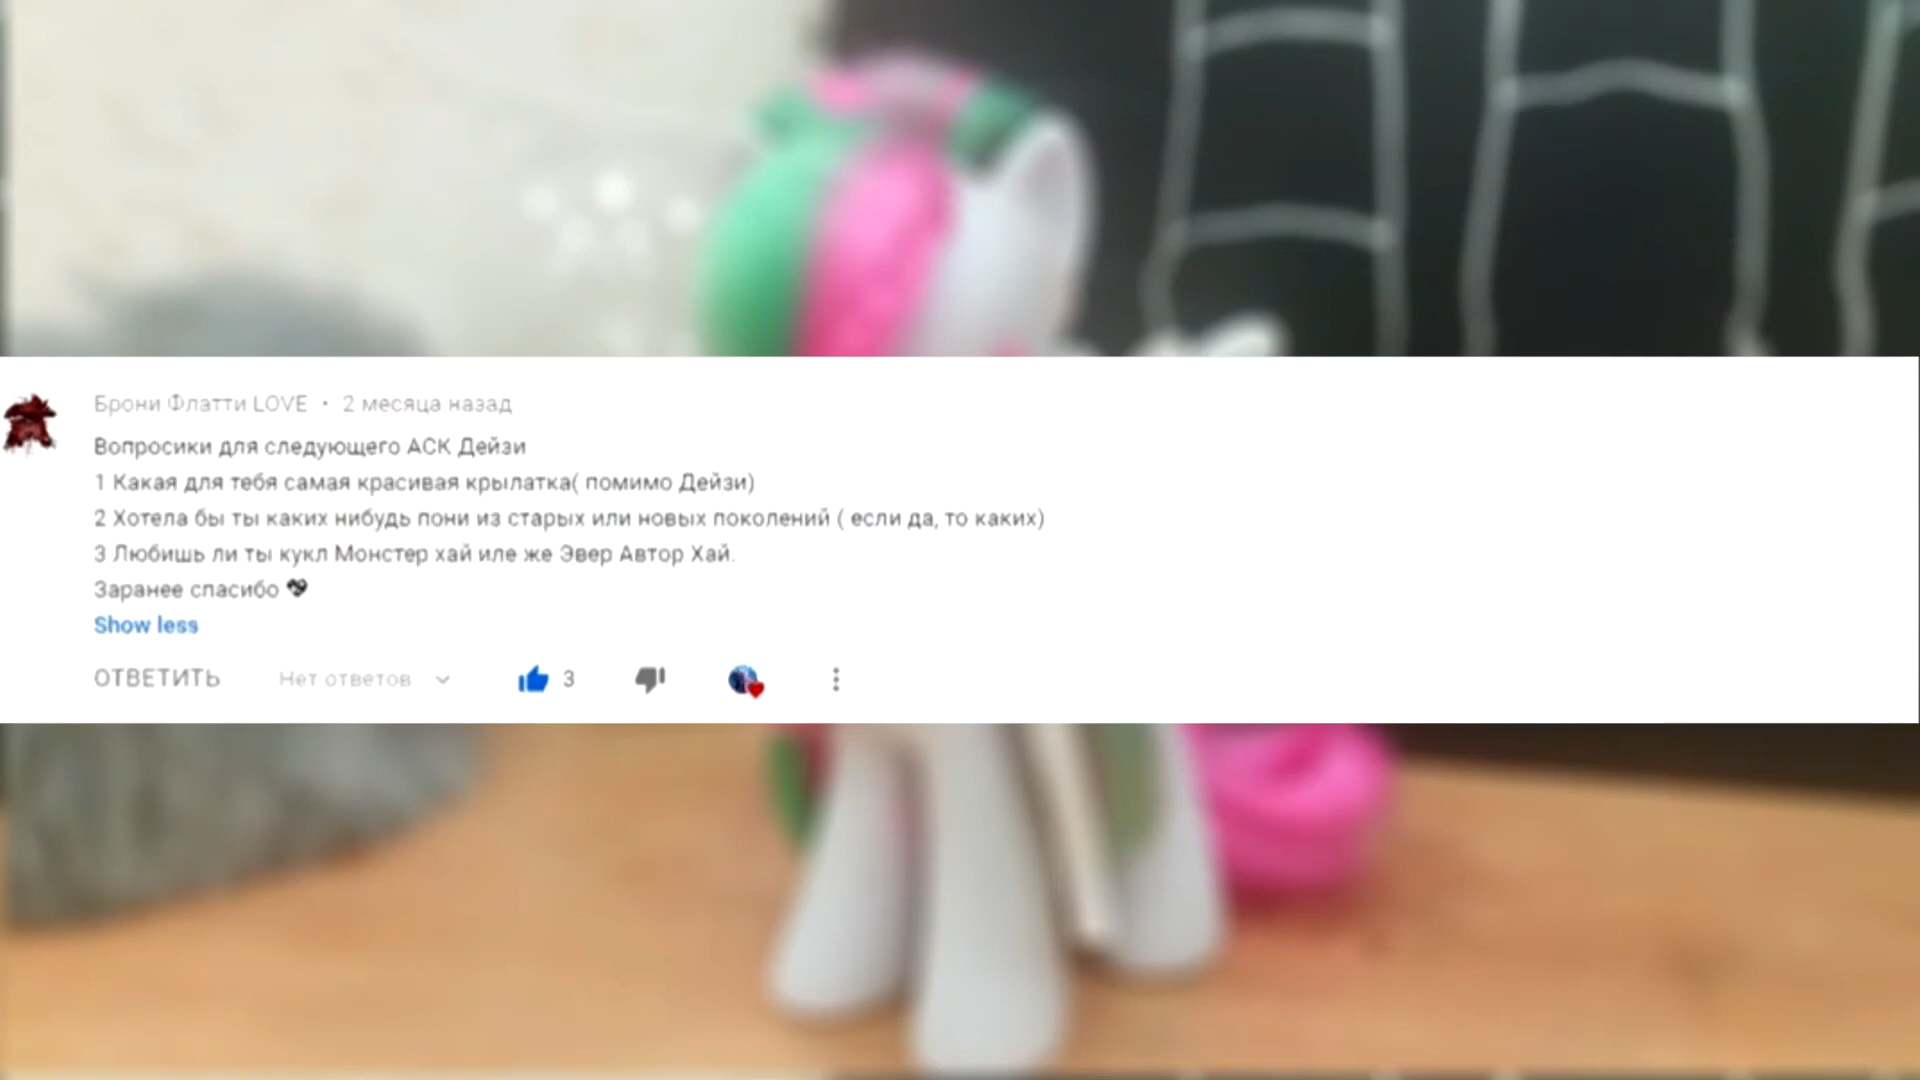 Брони Флатти LOVE • 2 месяца назад
Вопросики для следующего АСК Дейзи
1 Какая для тебя самая красивая крылатка( помимо Дейзи)
2 Хотела бы ты каких нибудь пони из старых или новых поколений ( если да, то каких)
3 Любишь ли ты кукл Монстер хай иле же Эвер Автор Хай.
Заранее спасибо 💖
Show less
ОТВЕТИТЬ Нет ответов 3